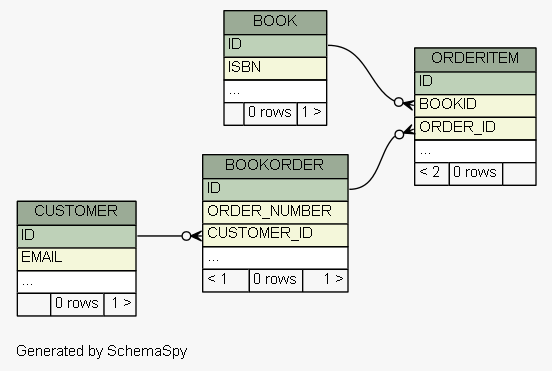 BOOK
ID
ISBN
...
0 rows 1 >
ORDERITEM
ID
BOOKID
ORDER_ID
...
< 2 0 rows
BOOKORDER
ID
ORDER_NUMBER
CUSTOMER_ID
...
< 1 0 rows 1 >
CUSTOMER
ID
EMAIL
...
0 rows 1 >
Generated by SchemaSpy